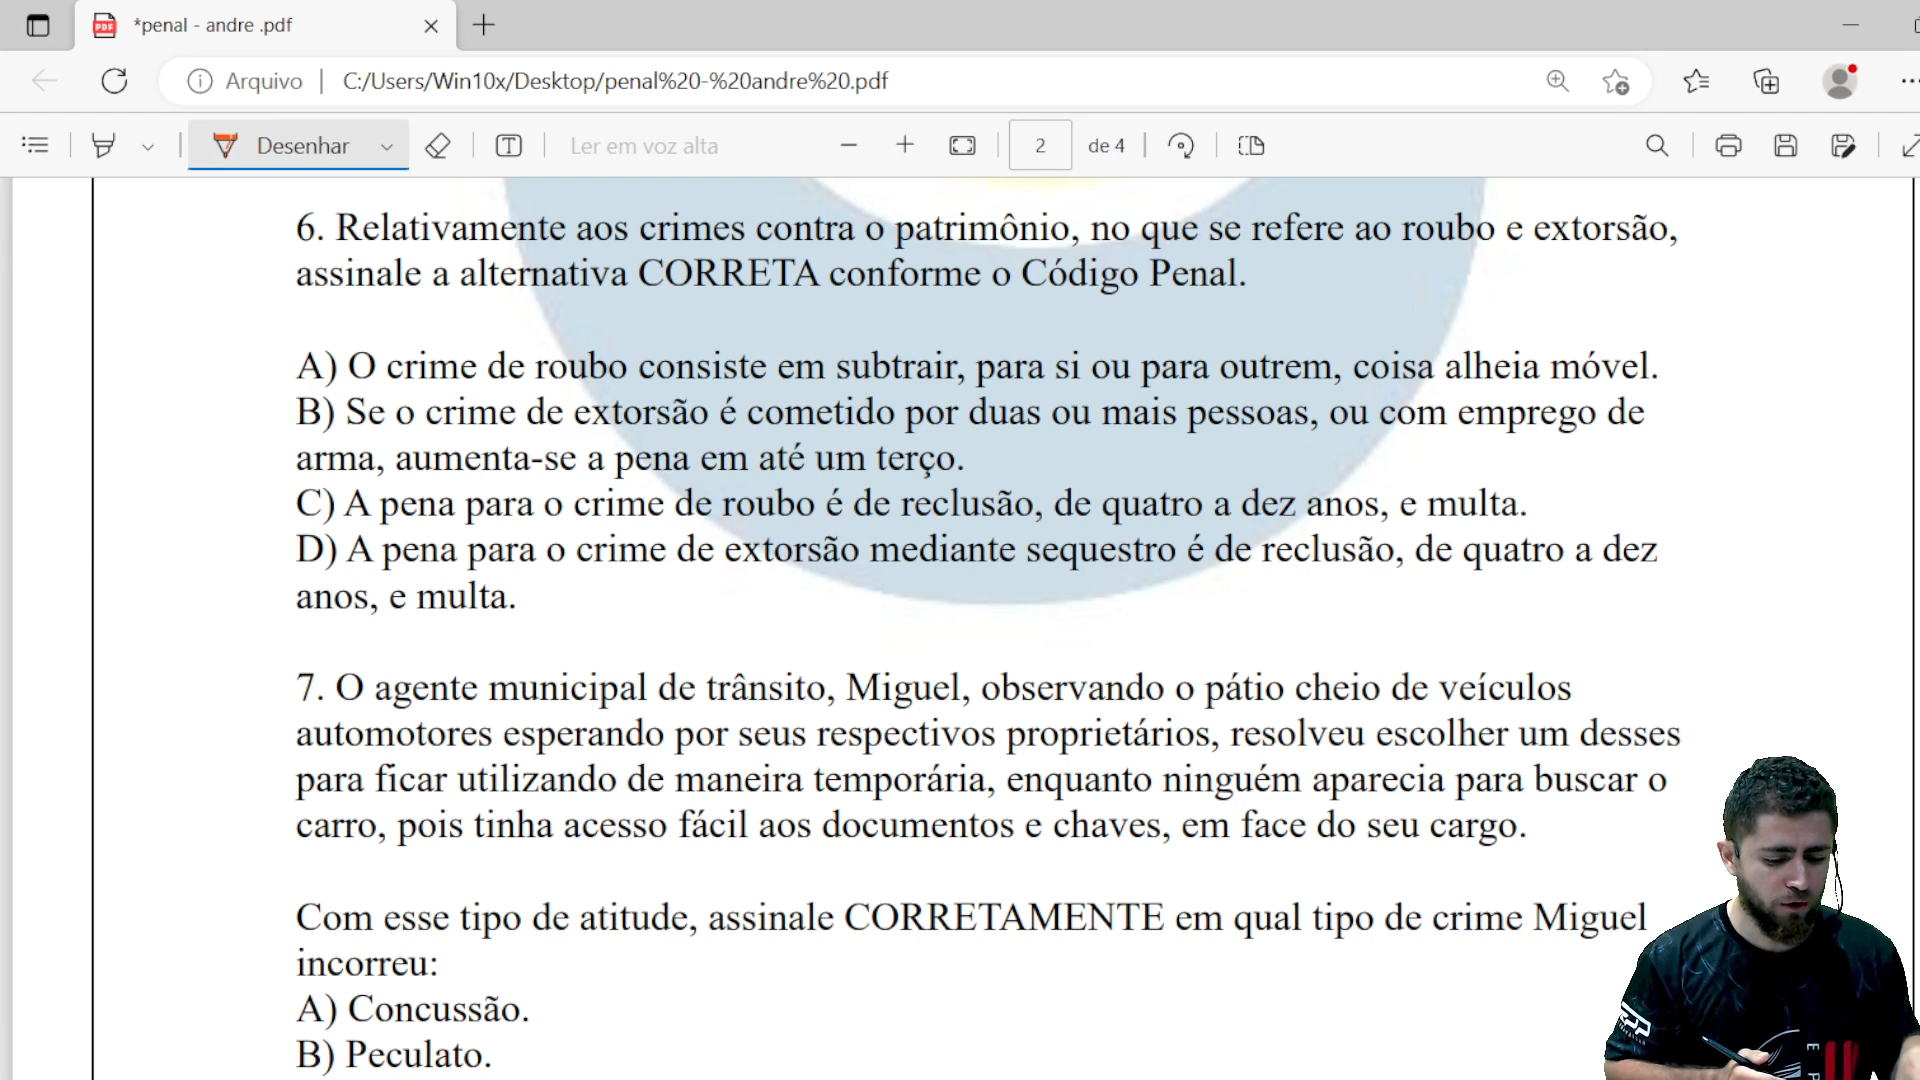 *penal - andre .pdf
Arquivo
C:/Users/Win10x/Desktop/penal%20-%20andre%20.pdf
Desenhar
Ler em voz alta
2
de 4
6. Relativamente aos crimes contra o patrimônio, no que se refere ao roubo e extorsão,
assinale a alternativa CORRETA conforme o Código Penal.
A) O crime de roubo consiste em subtrair, para si ou para outrem, coisa alheia móvel.
B) Se o crime de extorsão é cometido por duas ou mais pessoas, ou com emprego de
arma, aumenta-se a pena em até um terço.
C) A pena para o crime de roubo é de reclusão, de quatro a dez anos, e multa.
D) A pena para o crime de extorsão mediante sequestro é de reclusão, de quatro a dez
anos, e multa.
7. O agente municipal de trânsito, Miguel, observando o pátio cheio de veículos
automotores esperando por seus respectivos proprietários, resolveu escolher um desses
para ficar utilizando de maneira temporária, enquanto ninguém aparecia para buscar o
carro, pois tinha acesso fácil aos documentos e chaves, em face do seu cargo.
Com esse tipo de atitude, assinale CORRETAMENTE em qual tipo de crime Miguel
incorreu:
A) Concussão.
B) Peculato.